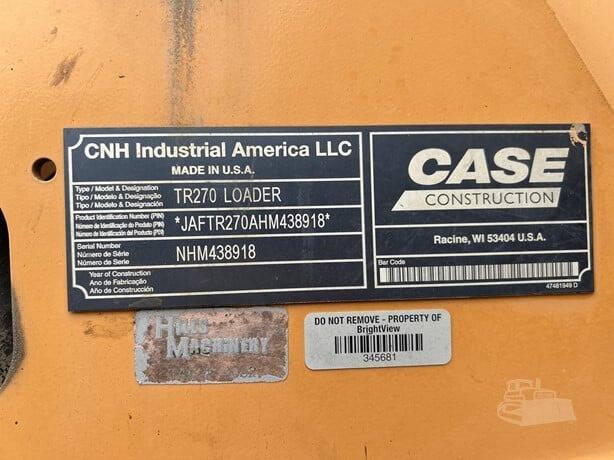 CNH Industrial America LLC
MADE IN U.S.A.
Type / Model & Designation
Tipo / Modelo & Designação
Tipo / Modelo & Designación
TR270 LOADER
Product Identification Number (PIN)
Número de Identificação do Produto (PIN)
Número de Identificación del Producto (PIN)
*JAFTR270AHM438918*
Serial Number
Número de Série
Número de Serie
NHM438918
Year of Construction
Ano de Fabricação
Año de Construcción
CASE
CONSTRUCTION
Racine, WI 53404 U.S.A.
Bar Code
47481949 D
HILLS
MACHINERY
DO NOT REMOVE - PROPERTY OF
BrightView
345681